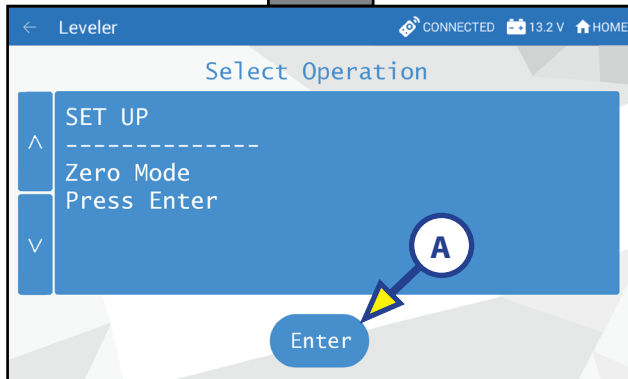 ← Leveler CONNECTED 13.2 V HOME
Select Operation
SET UP
--------------
Zero Mode
Press Enter
A
Enter